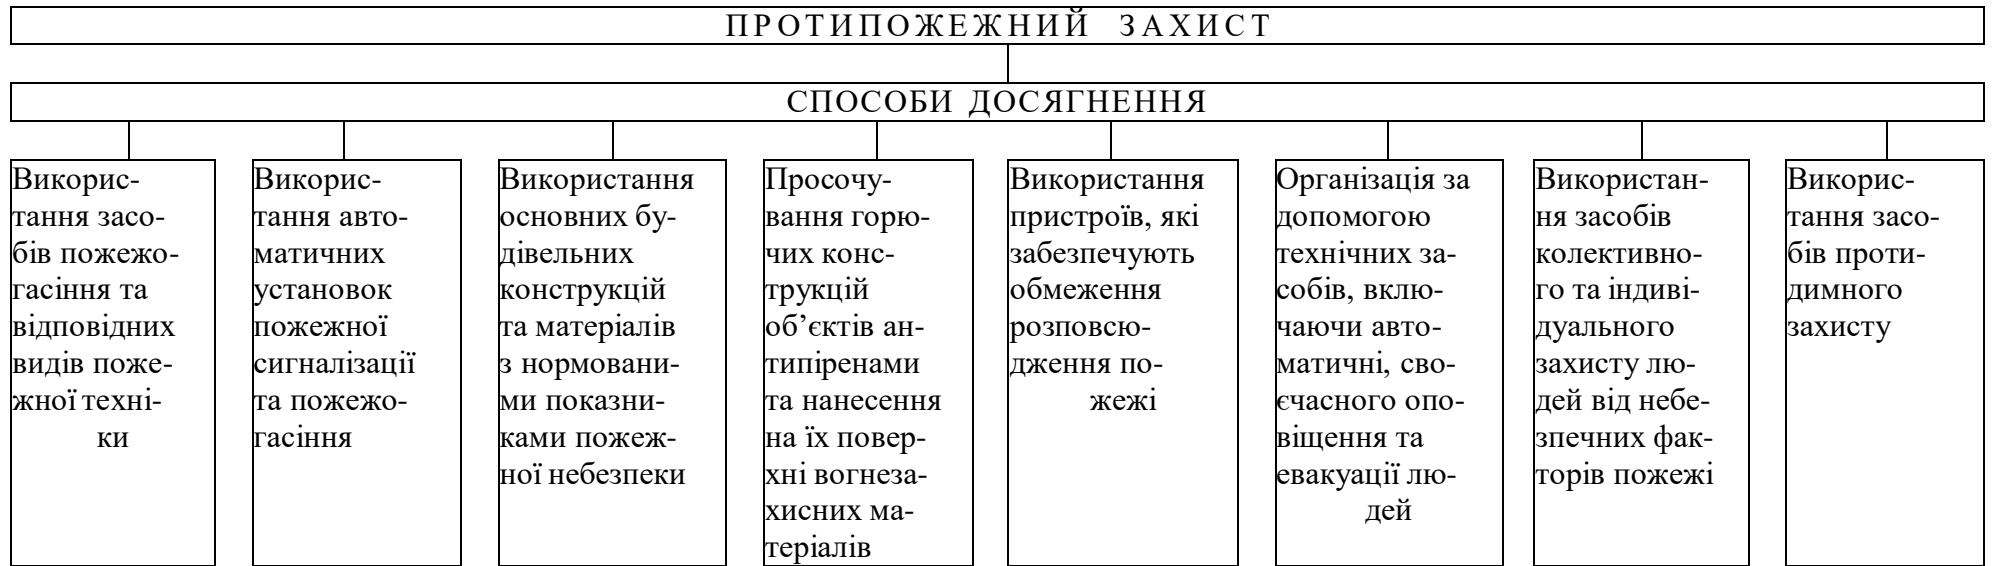 ПРОТИПОЖЕЖНИЙ ЗАХИСТ
СПОСОБИ ДОСЯГНЕННЯ
Викорис-
тання засо-
бів пожежо-
гасіння та
відповідних
видів поже-
жної техні-
ки
Викорис-
тання авто-
матичних
установок
пожежної
сигналізації
та пожежо-
гасіння
Використання
основних бу-
дівельних
конструкцій
та матеріалів
з нормовани-
ми показни-
ками пожеж-
ної небезпеки
Просочу-
вання горю-
чих конс-
трукцій
об’єктів ан-
типіренами
та нанесення
на їх повер-
хні вогнеза-
хисних ма-
теріалів
Використання
пристроїв, які
забезпечують
обмеження
розповсю-
дження по-
жежі
Організація за
допомогою
технічних за-
собів, вклю-
чаючи авто-
матичні, сво-
єчасного опо-
віщення та
евакуації лю-
дей
Використан-
ня засобів
колективно-
го та індиві-
дуального
захисту лю-
дей від небе-
зпечних фак-
торів пожежі
Викорис-
тання засо-
бів проти-
димного
захисту